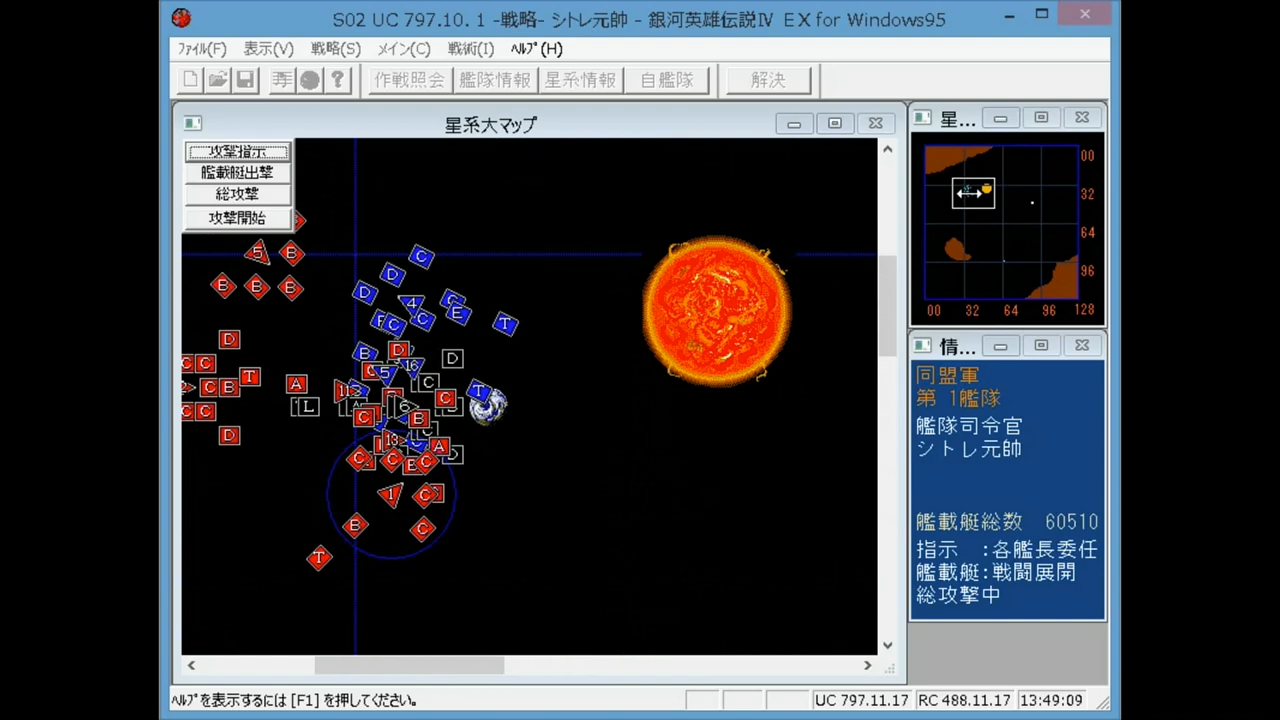 S02 UC 797.10. 1 -戦略- シトレ元帥 - 銀河英雄伝説Ⅳ EX for Windows95
ﾌｧｲﾙ(F) 表示(V) 戦略(S) メイン(C) 戦術(I) ﾍﾙﾌﾟ(H)
作戦照会 艦隊情報 星系情報 自艦隊 解決
星系大マップ
攻撃指示
艦載艇出撃
総攻撃
攻撃開始
星...
00
32
64
96
00 32 64 96 128
情...
同盟軍
第 1艦隊
艦隊司令官
シトレ元帥
艦載艇総数 60510
指示 :各艦長委任
艦載艇:戦闘展開
総攻撃中
C
D
D
5 B
4 C
E
T
B B B
C
B
D
D
16
5
C C
T
A
C
B
L
6
B
C C
D
13
A
D
C
C
C
1
C
B
C
T
ﾍﾙﾌﾟを表示するには [F1] を押してください。
UC 797.11.17 RC 488.11.17 13:49:09